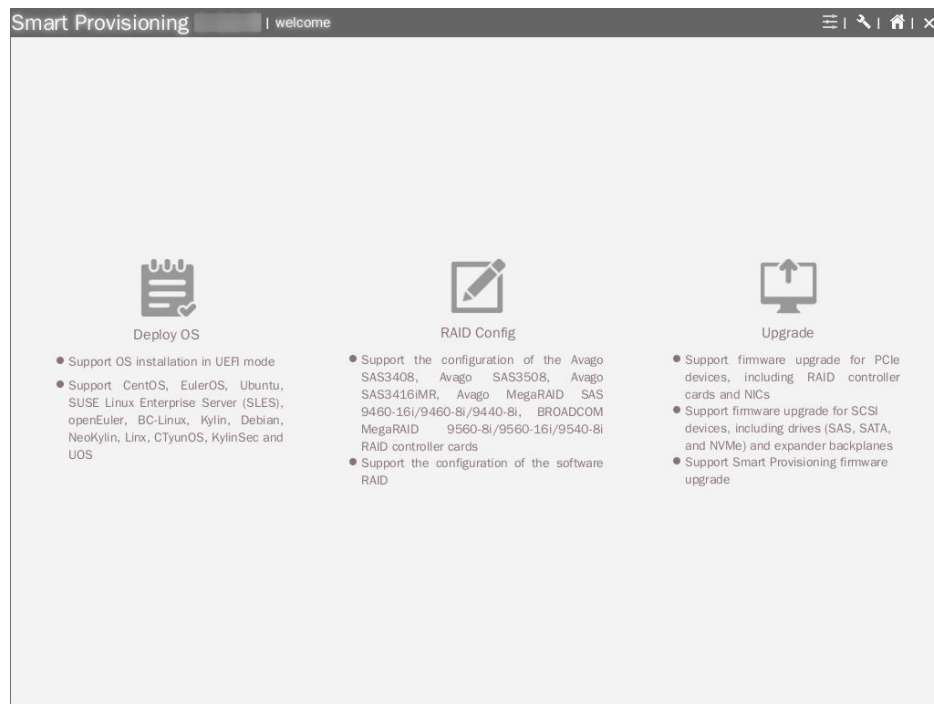 Smart Provisioning | welcome
Deploy OS
Support OS installation in UEFI mode
Support CentOS, EulerOS, Ubuntu,
SUSE Linux Enterprise Server (SLES),
openEuler, BC-Linux, Kylin, Debian,
NeoKylin, Linx, CTyunOS, KylinSec and
UOS
RAID Config
Support the configuration of the Avago
SAS3408, Avago SAS3508, Avago
SAS3416iMR, Avago MegaRAID SAS
9460-16i/9460-8i/9440-8i, BROADCOM
MegaRAID 9560-8i/9560-16i/9540-8i
RAID controller cards
Support the configuration of the software
RAID
Upgrade
Support firmware upgrade for PCIe
devices, including RAID controller
cards and NICs
Support firmware upgrade for SCSI
devices, including drives (SAS, SATA,
and NVMe) and expander backplanes
Support Smart Provisioning firmware
upgrade